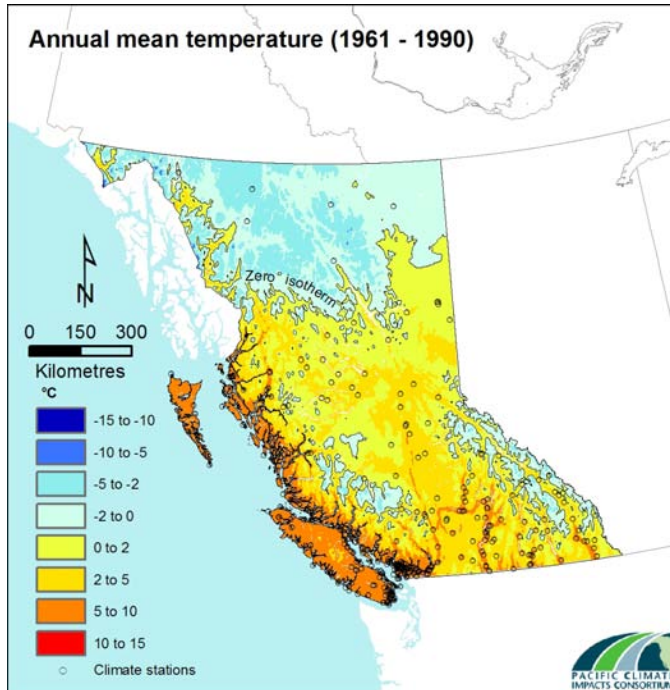 Annual mean temperature (1961 - 1990)
Zero° isotherm
N
0 150 300
Kilometres
°C
-15 to -10
-10 to -5
-5 to -2
-2 to 0
0 to 2
2 to 5
5 to 10
10 to 15
Climate stations
PACIFIC CLIMATE
IMPACTS CONSORTIUM